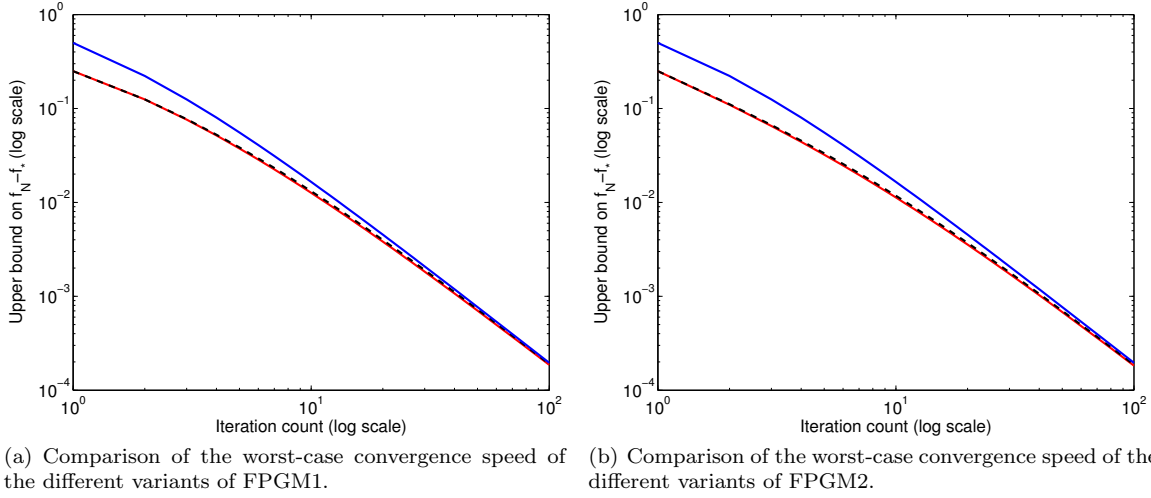 10^0
10^-1
10^-2
10^-3
10^-4
Upper bound on f_N−f_* (log scale)
10^0 10^1 10^2
Iteration count (log scale)
10^0
10^-1
10^-2
10^-3
10^-4
Upper bound on f_N−f_* (log scale)
10^0 10^1 10^2
Iteration count (log scale)
(a) Comparison of the worst-case convergence speed of
the different variants of FPGM1.
(b) Comparison of the worst-case convergence speed of the
different variants of FPGM2.